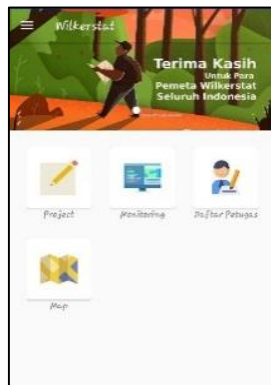 Wilkerstat
Terima Kasih
Untuk Para
Pemeta Wilkerstat
Seluruh Indonesia
Project
Monitoring
Daftar Petugas
Map